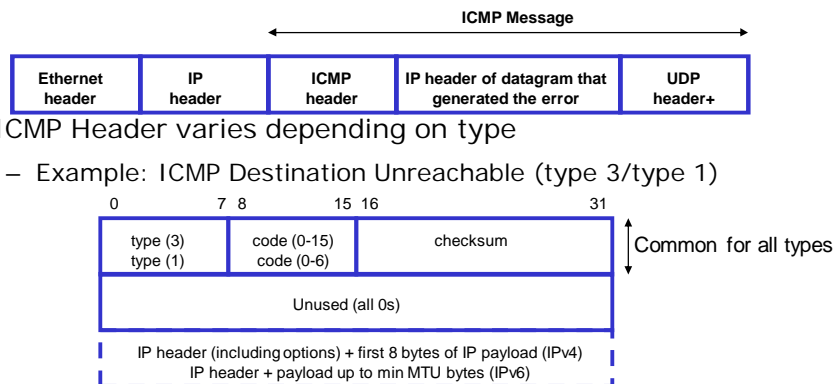 ICMP Message
Ethernet header
IP header
ICMP header
IP header of datagram that generated the error
UDP header+
CMP Header varies depending on type
– Example: ICMP Destination Unreachable (type 3/type 1)
0 7 8 15 16 31
type (3) code (0-15) checksum
type (1) code (0-6)
Common for all types
Unused (all 0s)
IP header (including options) + first 8 bytes of IP payload (IPv4)
IP header + payload up to min MTU bytes (IPv6)